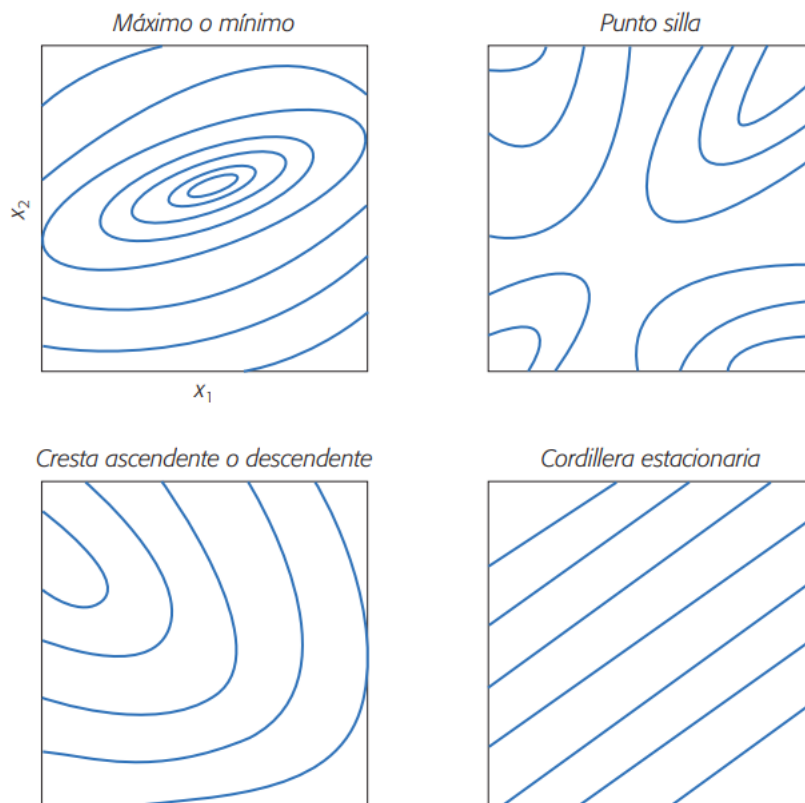 Máximo o mínimo
Punto silla
x2
x1
Cresta ascendente o descendente
Cordillera estacionaria